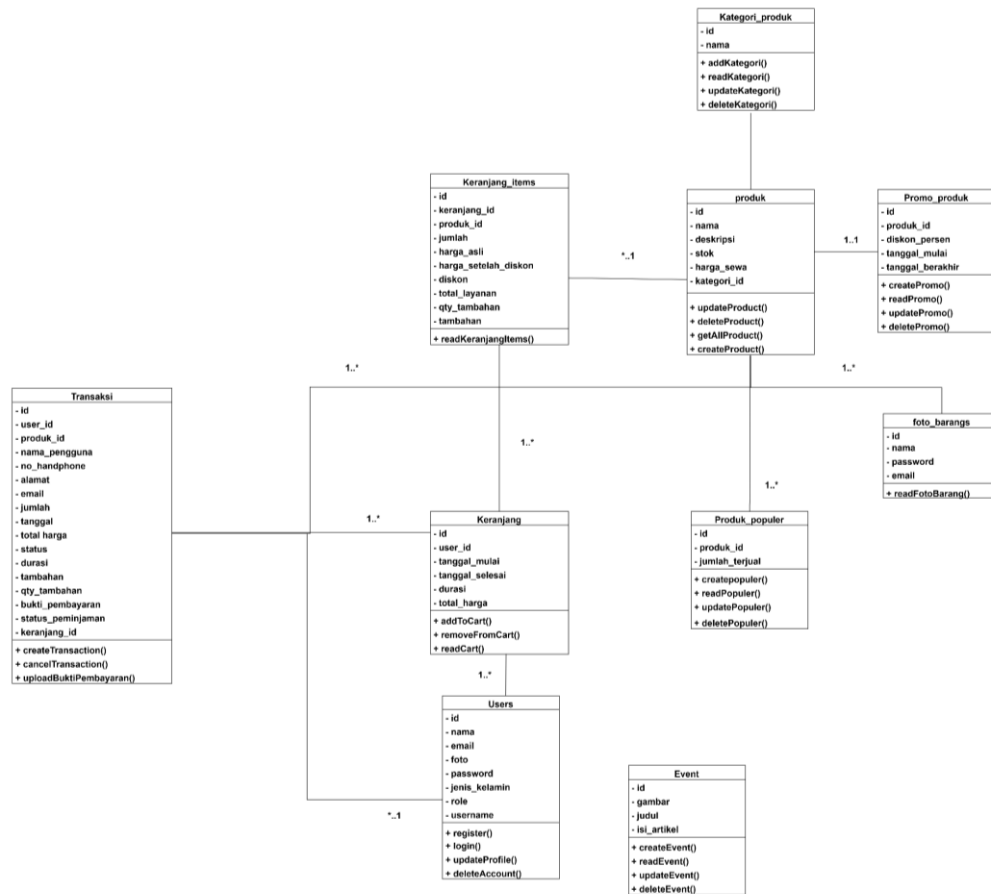 Kategori_produk
- id
- nama
+ addKategori()
+ readKategori()
+ updateKategori()
+ deleteKategori()
Keranjang_items
- id
- keranjang_id
- produk_id
- jumlah
- harga_asli
- harga_setelah_diskon
- diskon
- total_layanan
- qty_tambahan
- tambahan
+ readKeranjangItems()
*..1
produk
- id
- nama
- deskripsi
- stok
- harga_sewa
- kategori_id
+ updateProduct()
+ deleteProduct()
+ getAllProduct()
+ createProduct()
1..1
Promo_produk
- id
- produk_id
- diskon_persen
- tanggal_mulai
- tanggal_berakhir
+ createPromo()
+ readPromo()
+ updatePromo()
+ deletePromo()
1..*
1..*
Transaksi
- id
- user_id
- produk_id
- nama_pengguna
- no_handphone
- alamat
- email
- jumlah
- tanggal
- total harga
- status
- durasi
- tambahan
- qty_tambahan
- bukti_pembayaran
- status_peminjaman
- keranjang_id
+ createTransaction()
+ cancelTransaction()
+ uploadBuktiPembayaran()
1..*
1..*
foto_barangs
- id
- nama
- password
- email
+ readFotoBarang()
1..*
Keranjang
- id
- user_id
- tanggal_mulai
- tanggal_selesai
- durasi
- total_harga
+ addToCart()
+ removeFromCart()
+ readCart()
Produk_populer
- id
- produk_id
- jumlah_terjual
+ createpopuler()
+ readPopuler()
+ updatePopuler()
+ deletePopuler()
1..*
Users
- id
- nama
- email
- foto
- password
- jenis_kelamin
- role
- username
+ register()
+ login()
+ updateProfile()
+ deleteAccount()
*..1
Event
- id
- gambar
- judul
- isi_artikel
+ createEvent()
+ readEvent()
+ updateEvent()
+ deleteEvent()